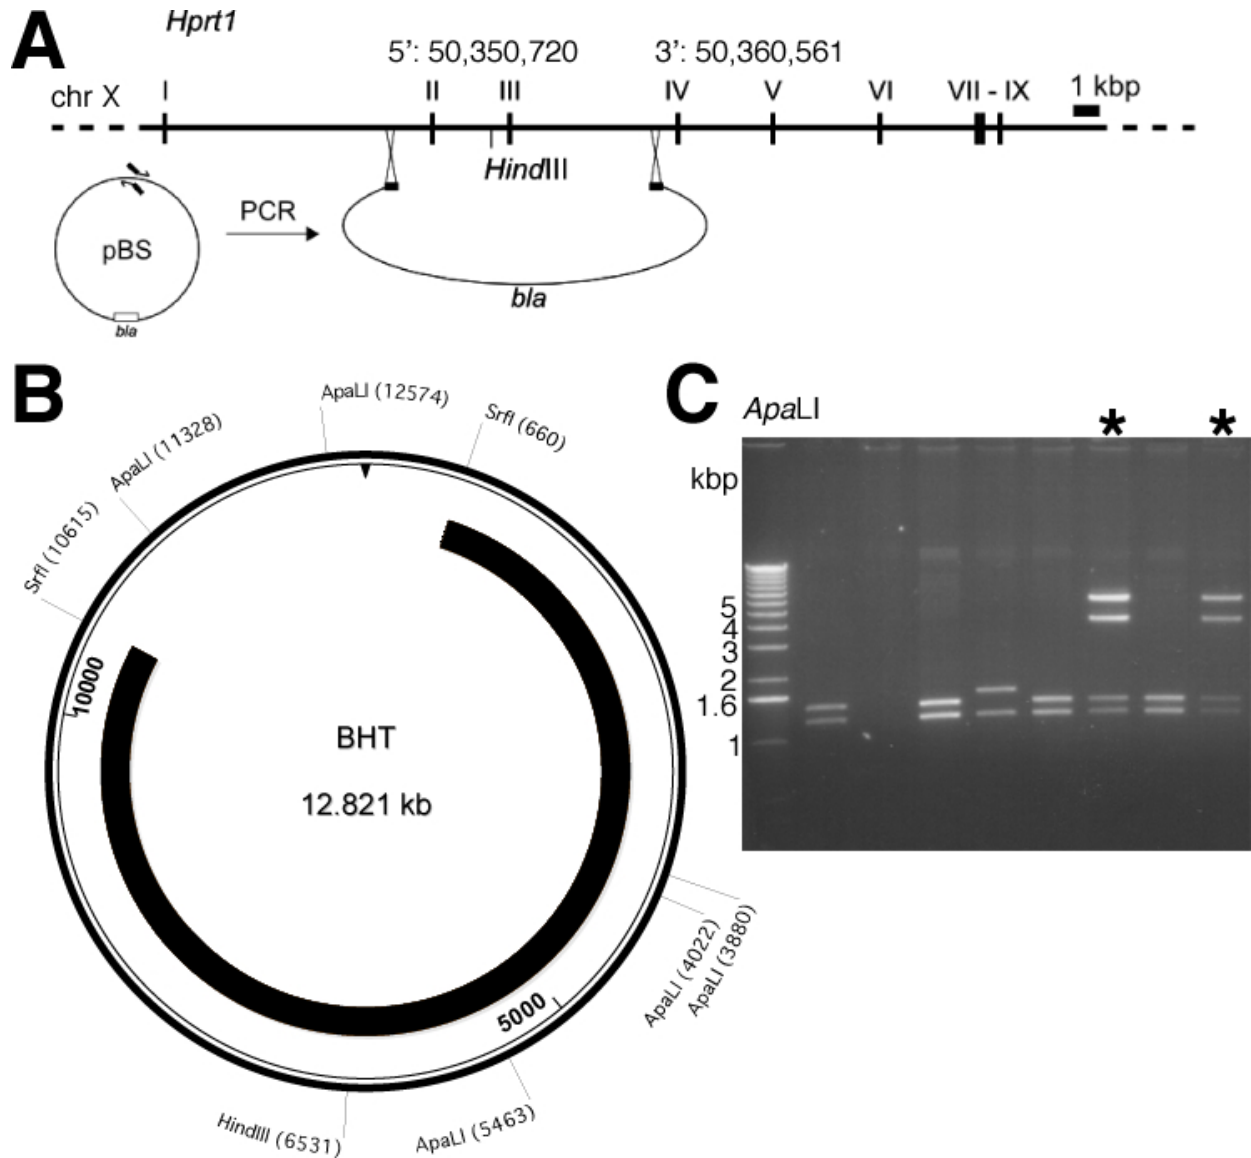 A
Hprt1
5’: 50,350,720 3’: 50,360,561
chr X I II III IV V VI VII - IX 1 kbp
HindIII
pBS
bla
PCR
bla
B
ApaLI (12574)
SrfI (660)
ApaLI (11328)
SrfI (10615)
10000
BHT
12.821 kb
5000
ApaLI (3880)
ApaLI (4022)
ApaLI (5463)
HindIII (6531)
C
ApaLI
* *
kbp
5
4
3
2
1.6
1